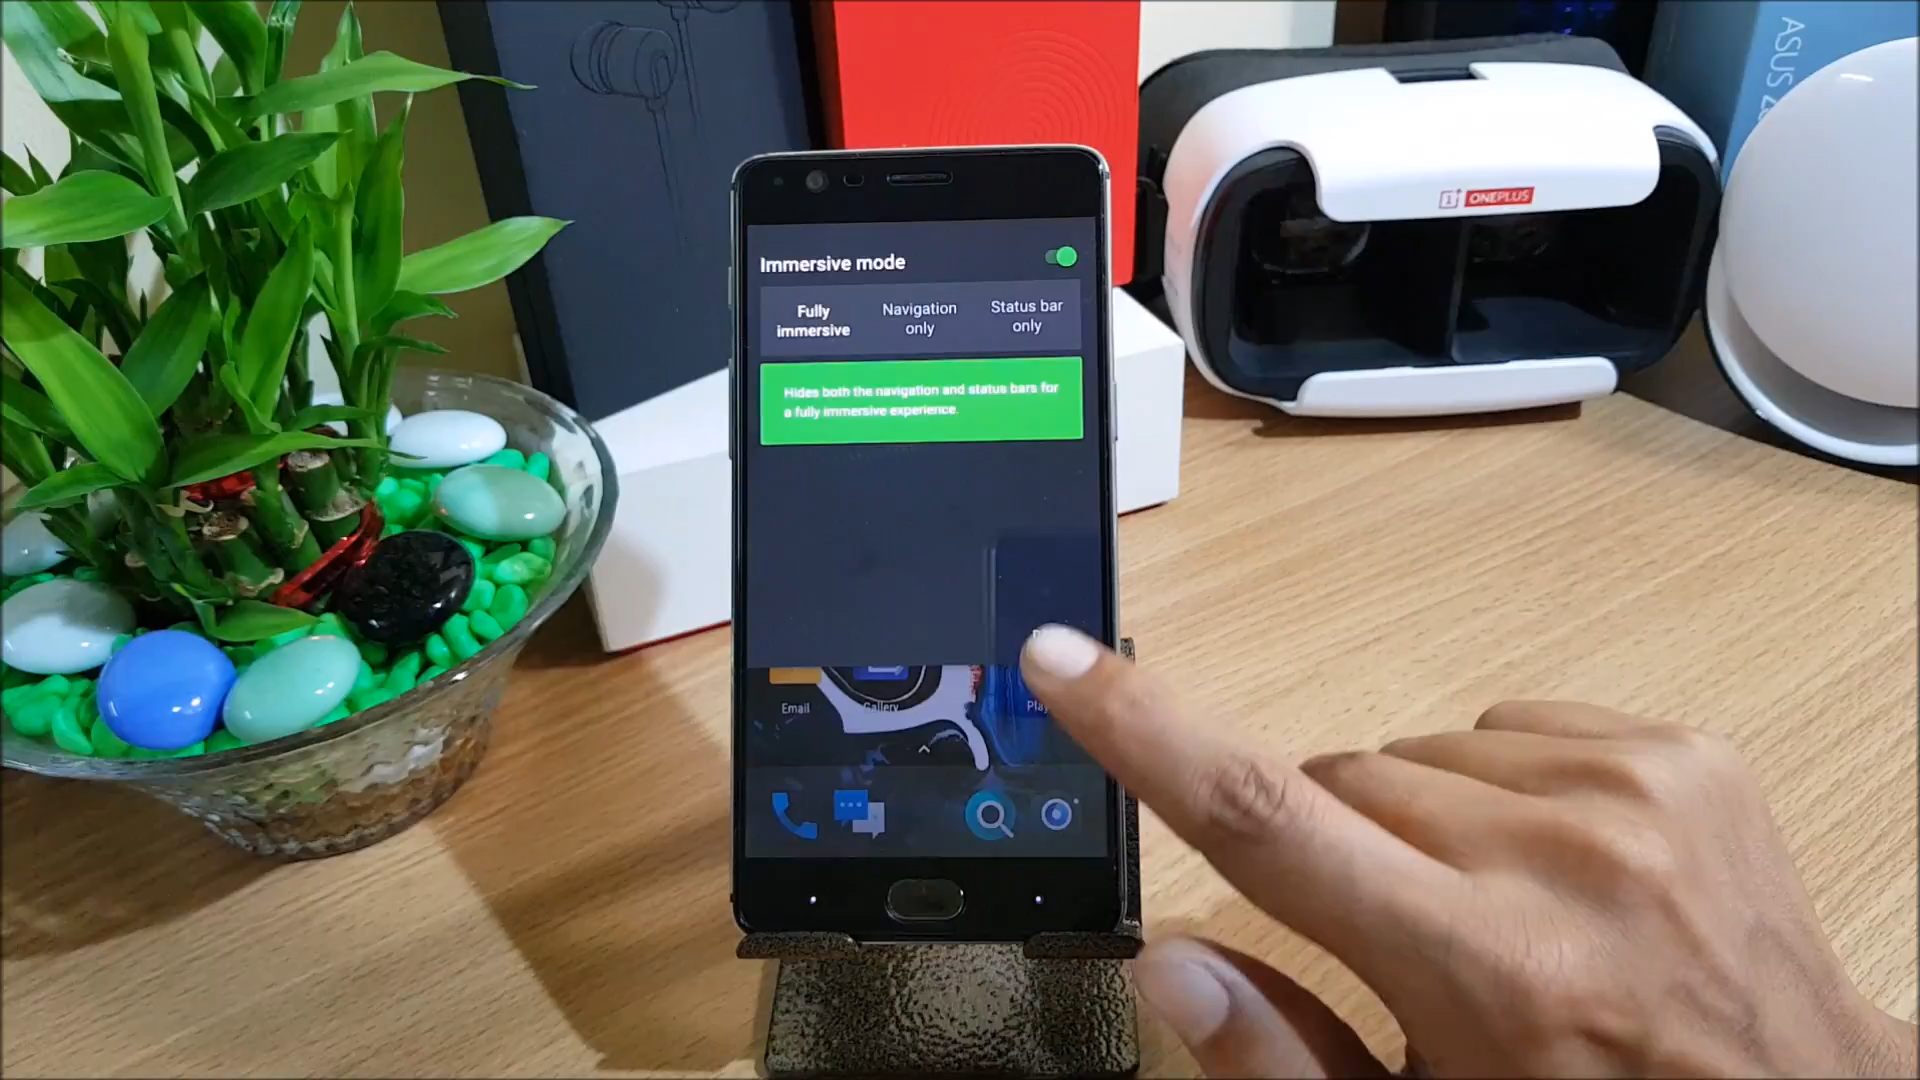 ASUS
ONEPLUS
Immersive mode
Fully immersive
Navigation only
Status bar only
Hides both the navigation and status bars for
a fully immersive experience.
Email
Gallery
Play